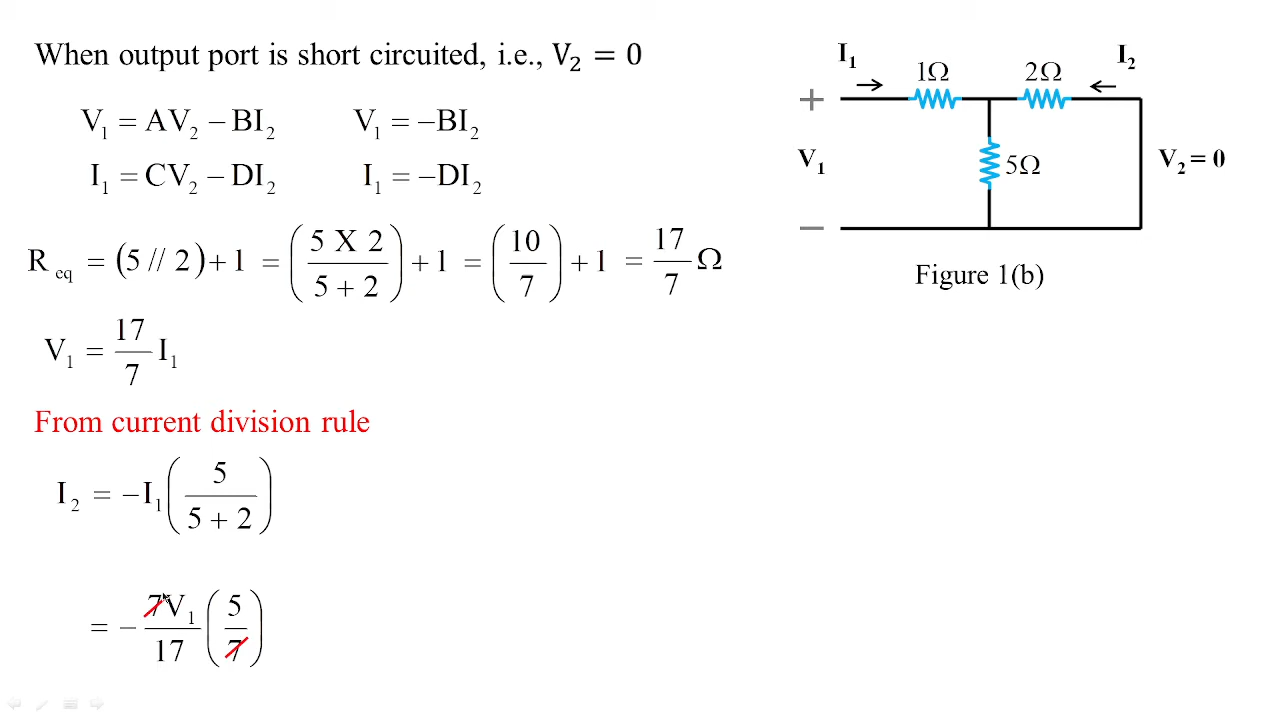 When output port is short circuited, i.e., V₂ = 0
V₁ = AV₂ − BI₂    V₁ = −BI₂
I₁ = CV₂ − DI₂    I₁ = −DI₂
R eq = (5 // 2) + 1 = (5 X 2 / 5 + 2) + 1 = (10 / 7) + 1 = 17 / 7 Ω
V₁ = 17 / 7 I₁
From current division rule
I₂ = −I₁ (5 / 5 + 2)
= − 7V₁ / 17 (5 / 7)
I₁ 1Ω 2Ω I₂
+
V₁ 5Ω V₂ = 0
−
Figure 1(b)